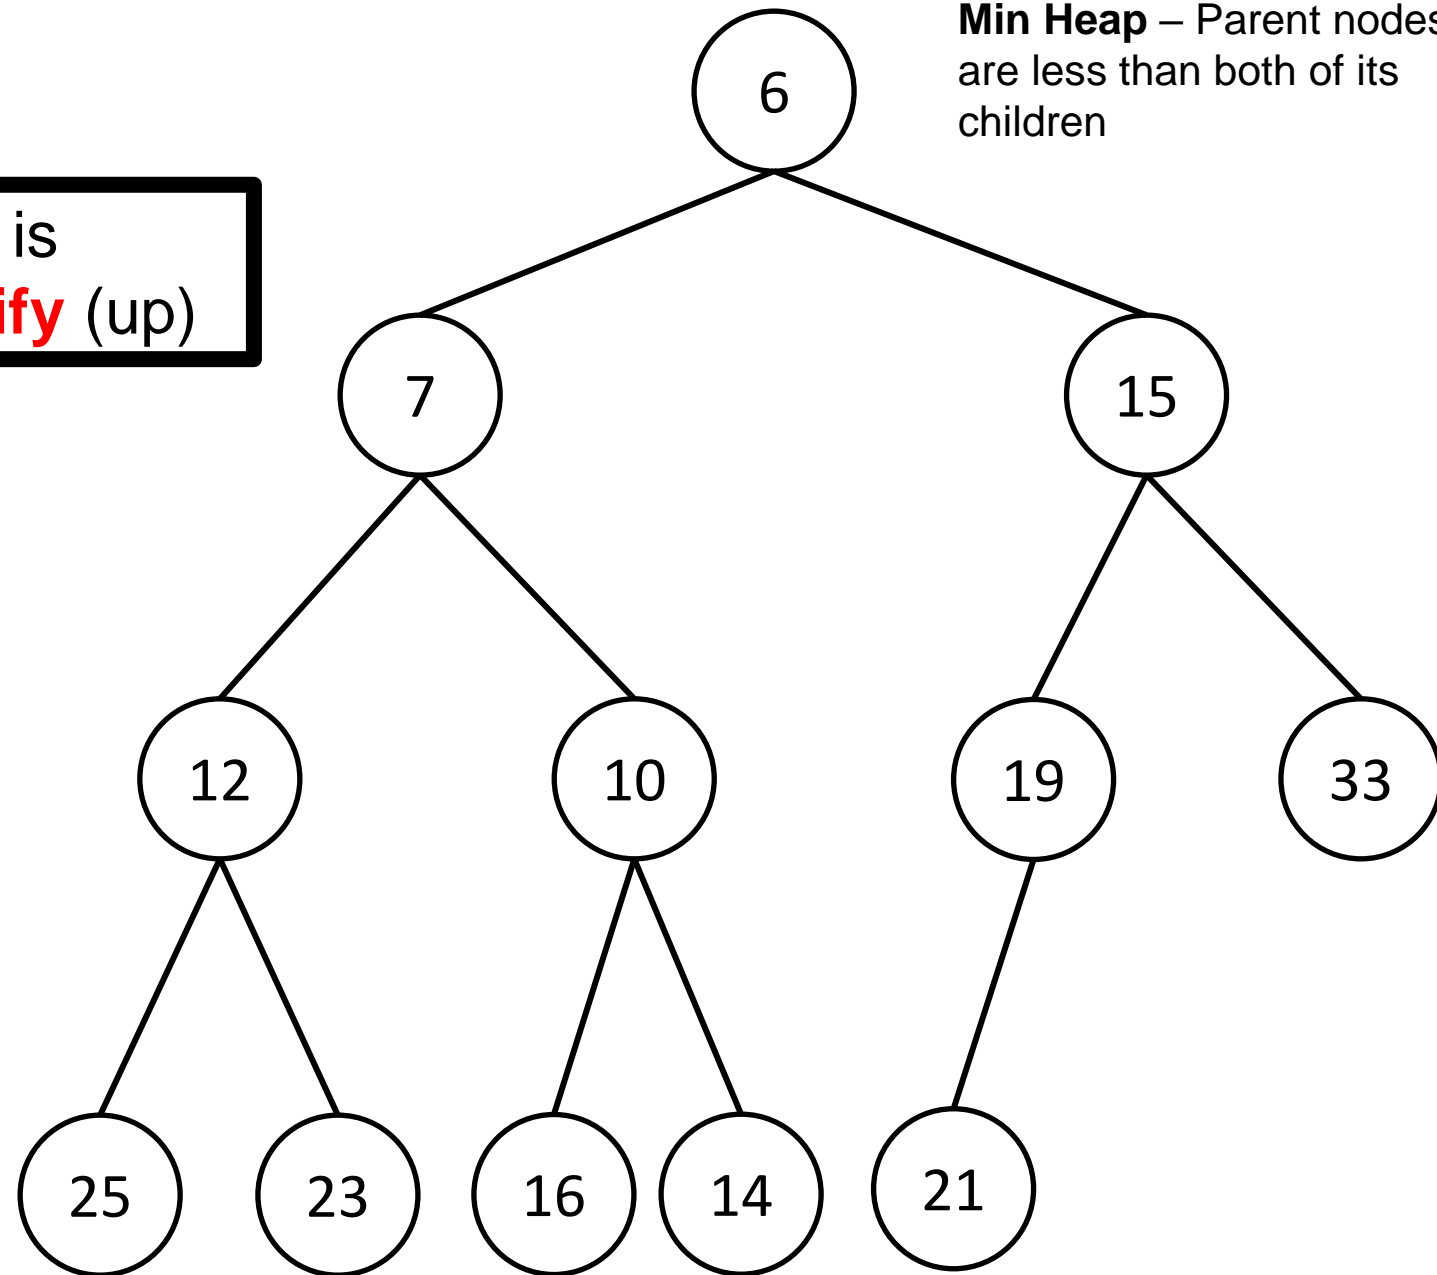 Min Heap – Parent nodes
are less than both of its
children
6
is
ify (up)
7
15
12
10
19
33
25
23
16
14
21